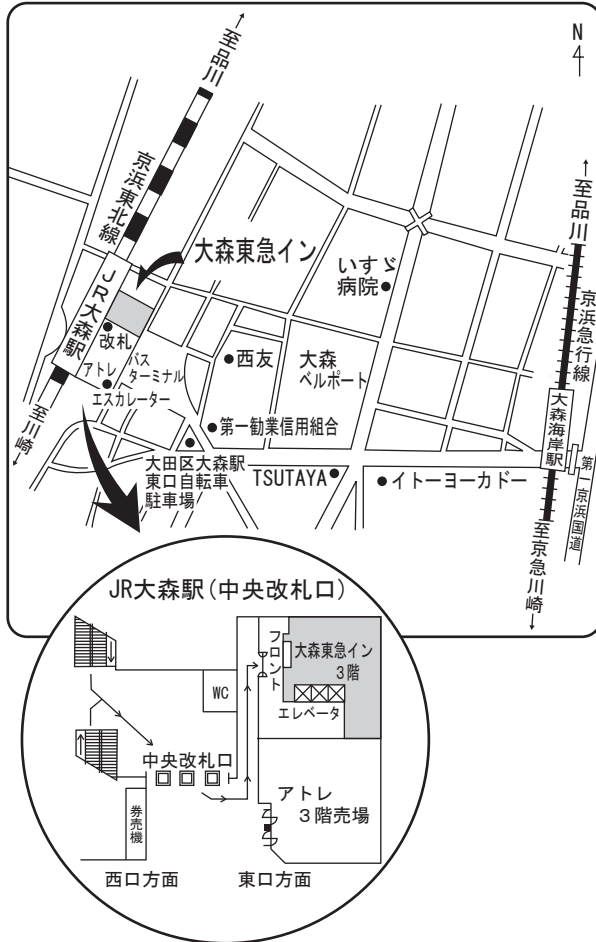 N
至品川
京浜東北線
大森東急イン
JR大森駅
改札
アトレ
バス
ターミナル
エスカレーター
至川崎
いすゞ
病院
西友
大森
ベルポート
第一勧業信用組合
大田区大森駅
東口自転車
駐車場
TSUTAYA
イトーヨーカドー
至品川
京浜急行線
大森海岸駅
第一京浜国道
至京急川崎
JR大森駅(中央改札口)
フロント
大森東急イン
3階
WC
エレベータ
中央改札口
アトレ
3階売場
券売機
西口方面
東口方面